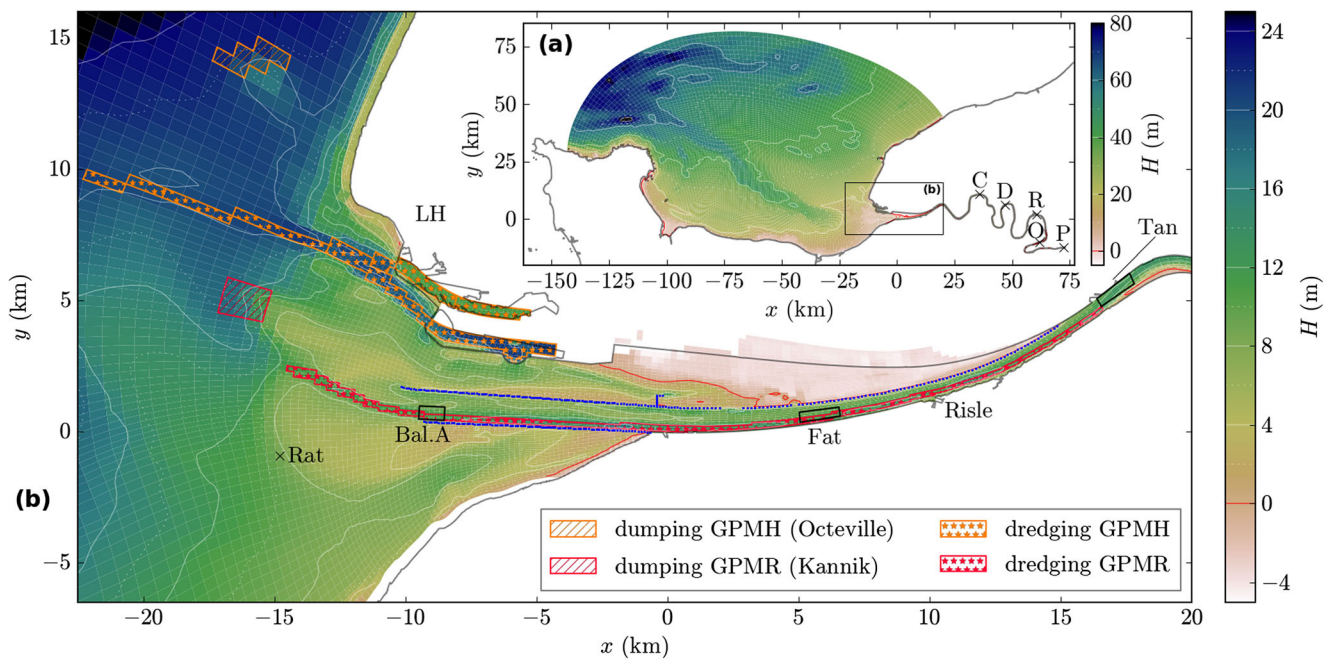 (a)
80
60
40
20
0
H (m)
75
50
25
0
y (km)
−150
−125
−100
−75
−50
−25
0
25
50
75
x (km)
(b)
C
D
R
O
P
24
20
16
12
8
4
0
−4
H (m)
15
10
5
0
−5
y (km)
LH
Tan
Risle
Fat
Bal.A
×Rat
(b)
dumping GPMH (Octeville)
dredging GPMH
dumping GPMR (Kannik)
dredging GPMR
−20
−15
−10
−5
0
5
10
15
20
x (km)